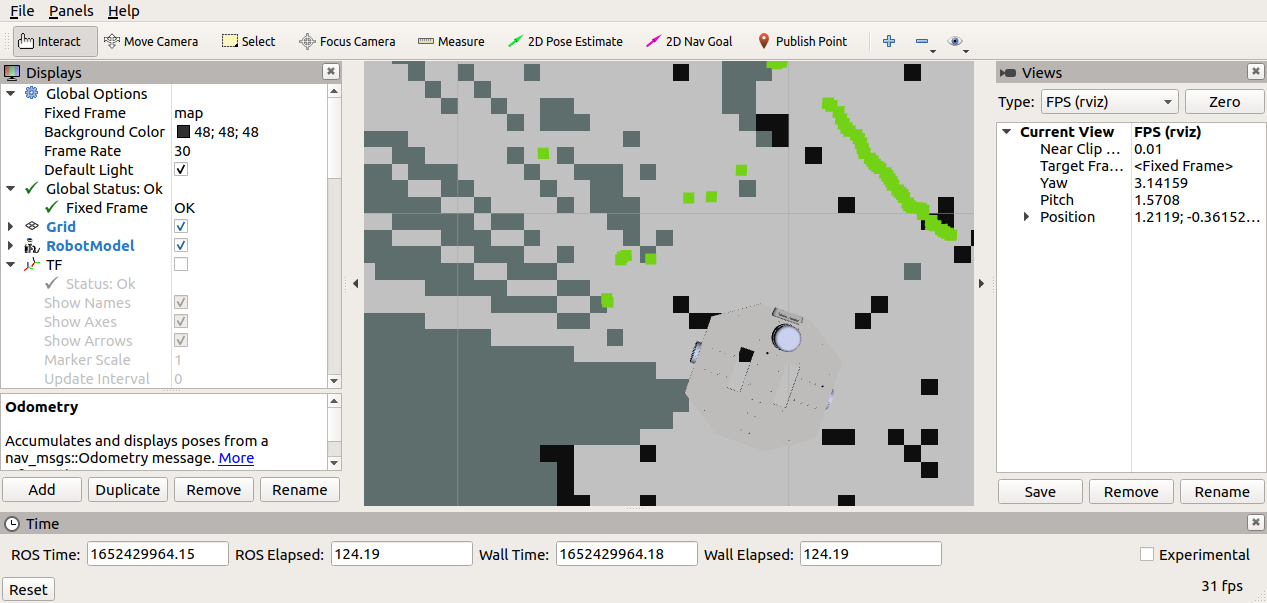 File Panels Help
Interact Move Camera Select Focus Camera Measure 2D Pose Estimate 2D Nav Goal Publish Point
Displays
Global Options
Fixed Frame map
Background Color 48; 48; 48
Frame Rate 30
Default Light
Global Status: Ok
Fixed Frame OK
Grid
RobotModel
TF
Status: Ok
Show Names
Show Axes
Show Arrows
Marker Scale 1
Update Interval 0
Odometry
Accumulates and displays poses from a
nav_msgs::Odometry message. More
Add Duplicate Remove Rename
Views
Type: FPS (rviz) Zero
Current View FPS (rviz)
Near Clip ... 0.01
Target Fra... <Fixed Frame>
Yaw 3.14159
Pitch 1.5708
Position 1.2119; -0.36152...
Save Remove Rename
Time
ROS Time: 1652429964.15 ROS Elapsed: 124.19 Wall Time: 1652429964.18 Wall Elapsed: 124.19 Experimental
Reset 31 fps